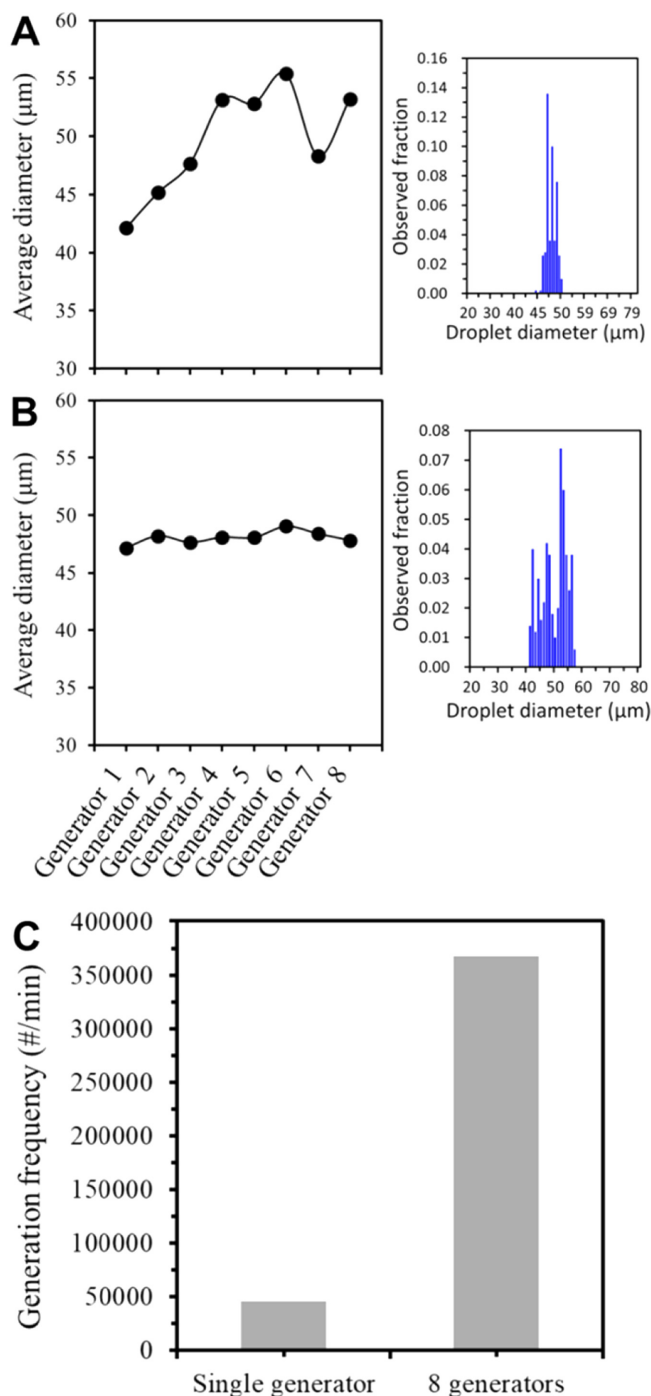 A
Average diameter (µm)
60
55
50
45
40
35
30
Observed fraction
0.16
0.14
0.12
0.10
0.08
0.06
0.04
0.02
0.00
20 30 40 45 50 59 69 79
Droplet diameter (µm)
B
Average diameter (µm)
60
55
50
45
40
35
30
Generator 1
Generator 2
Generator 3
Generator 4
Generator 5
Generator 6
Generator 7
Generator 8
Observed fraction
0.08
0.07
0.06
0.05
0.04
0.03
0.02
0.01
0.00
20 30 40 50 60 70 80
Droplet diameter (µm)
C
Generation frequency (#/min)
400000
350000
300000
250000
200000
150000
100000
50000
0
Single generator
8 generators